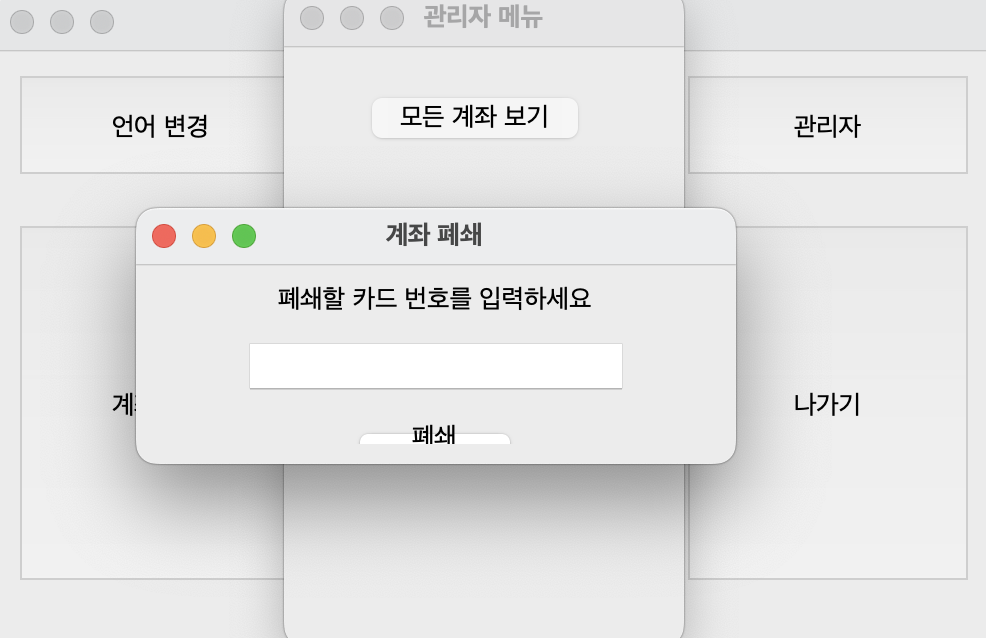 관리자 메뉴
언어 변경
모든 계좌 보기
관리자
계좌 폐쇄
폐쇄할 카드 번호를 입력하세요
나가기
폐쇄